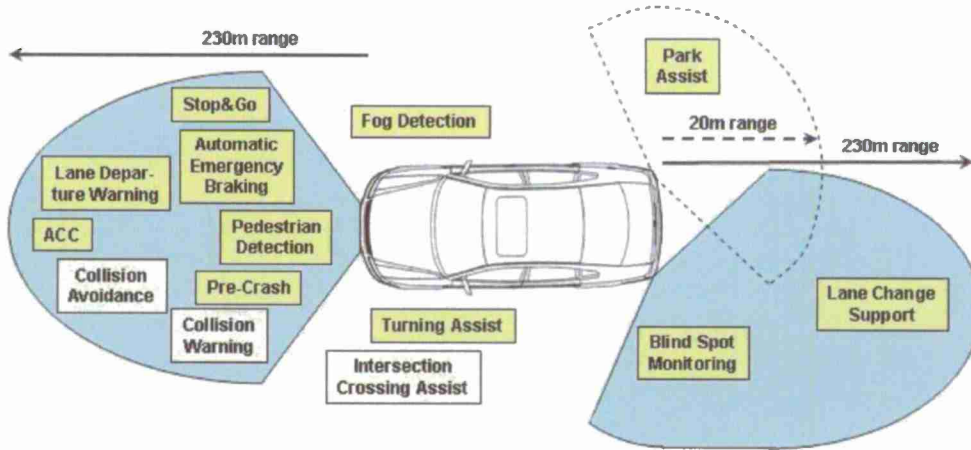 230m range
Stop&Go
Automatic
Emergency
Braking
Lane Depar-
ture Warning
ACC
Pedestrian
Detection
Collision
Avoidance
Pre-Crash
Collision
Warning
Fog Detection
Turning Assist
Intersection
Crossing Assist
Park
Assist
20m range
230m range
Lane Change
Support
Blind Spot
Monitoring